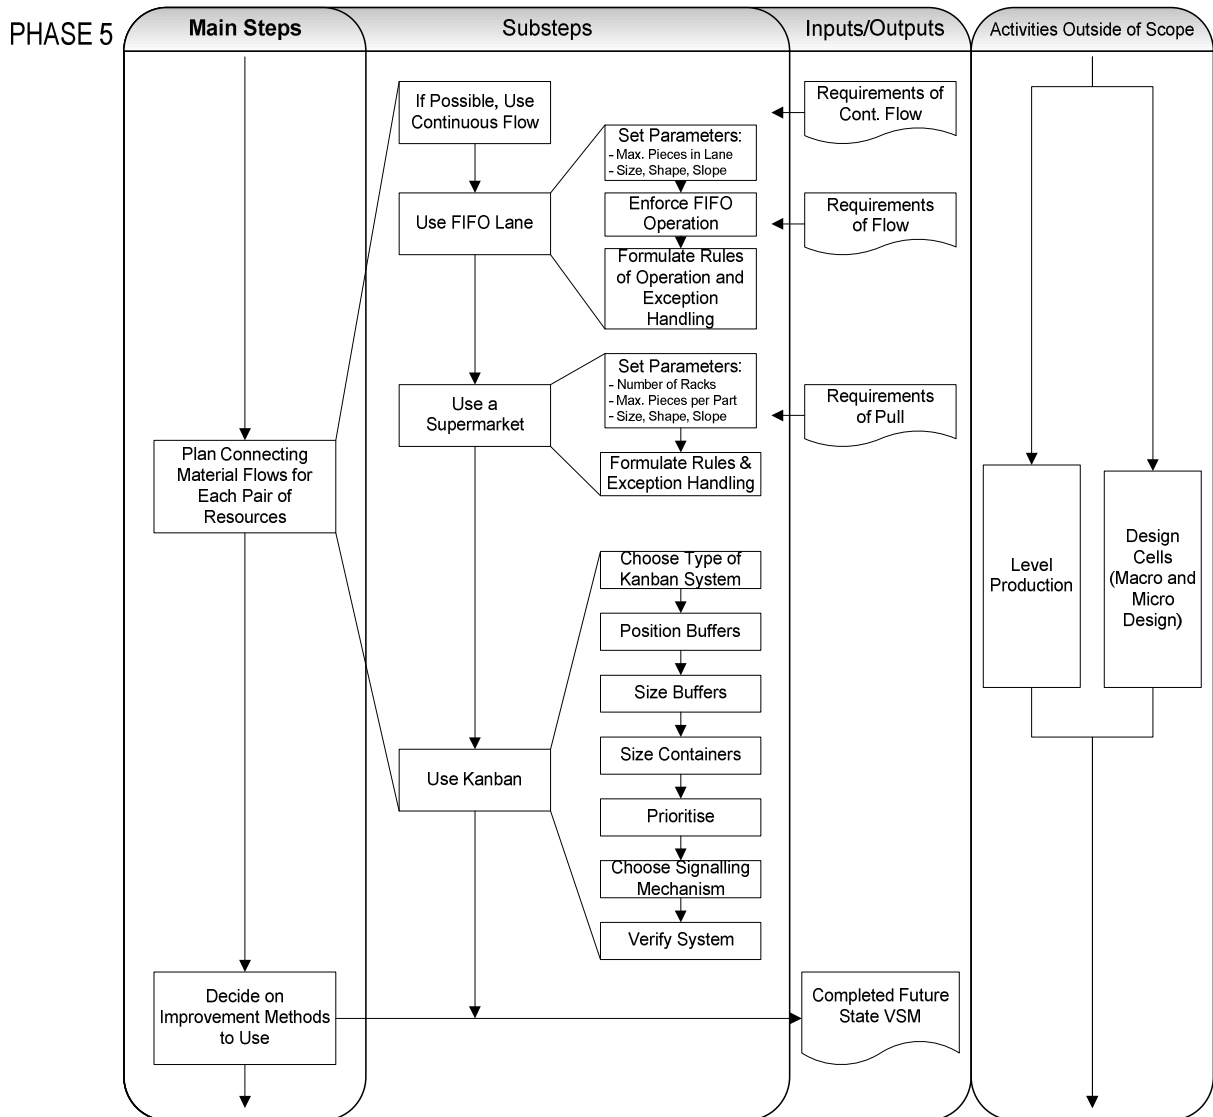 PHASE 5
Main Steps
Substeps
Inputs/Outputs
Activities Outside of Scope
If Possible, Use
Continuous Flow
Requirements of
Cont. Flow
Set Parameters:
- Max. Pieces in Lane
- Size, Shape, Slope
Use FIFO Lane
Enforce FIFO
Operation
Requirements
of Flow
Formulate Rules
of Operation and
Exception
Handling
Set Parameters:
- Number of Racks
- Max. Pieces per Part
- Size, Shape, Slope
Use a
Supermarket
Requirements
of Pull
Formulate Rules &
Exception Handling
Plan Connecting
Material Flows for
Each Pair of
Resources
Level
Production
Design
Cells
(Macro and
Micro
Design)
Choose Type of
Kanban System
Position Buffers
Size Buffers
Size Containers
Use Kanban
Prioritise
Choose Signalling
Mechanism
Verify System
Decide on
Improvement Methods
to Use
Completed Future
State VSM